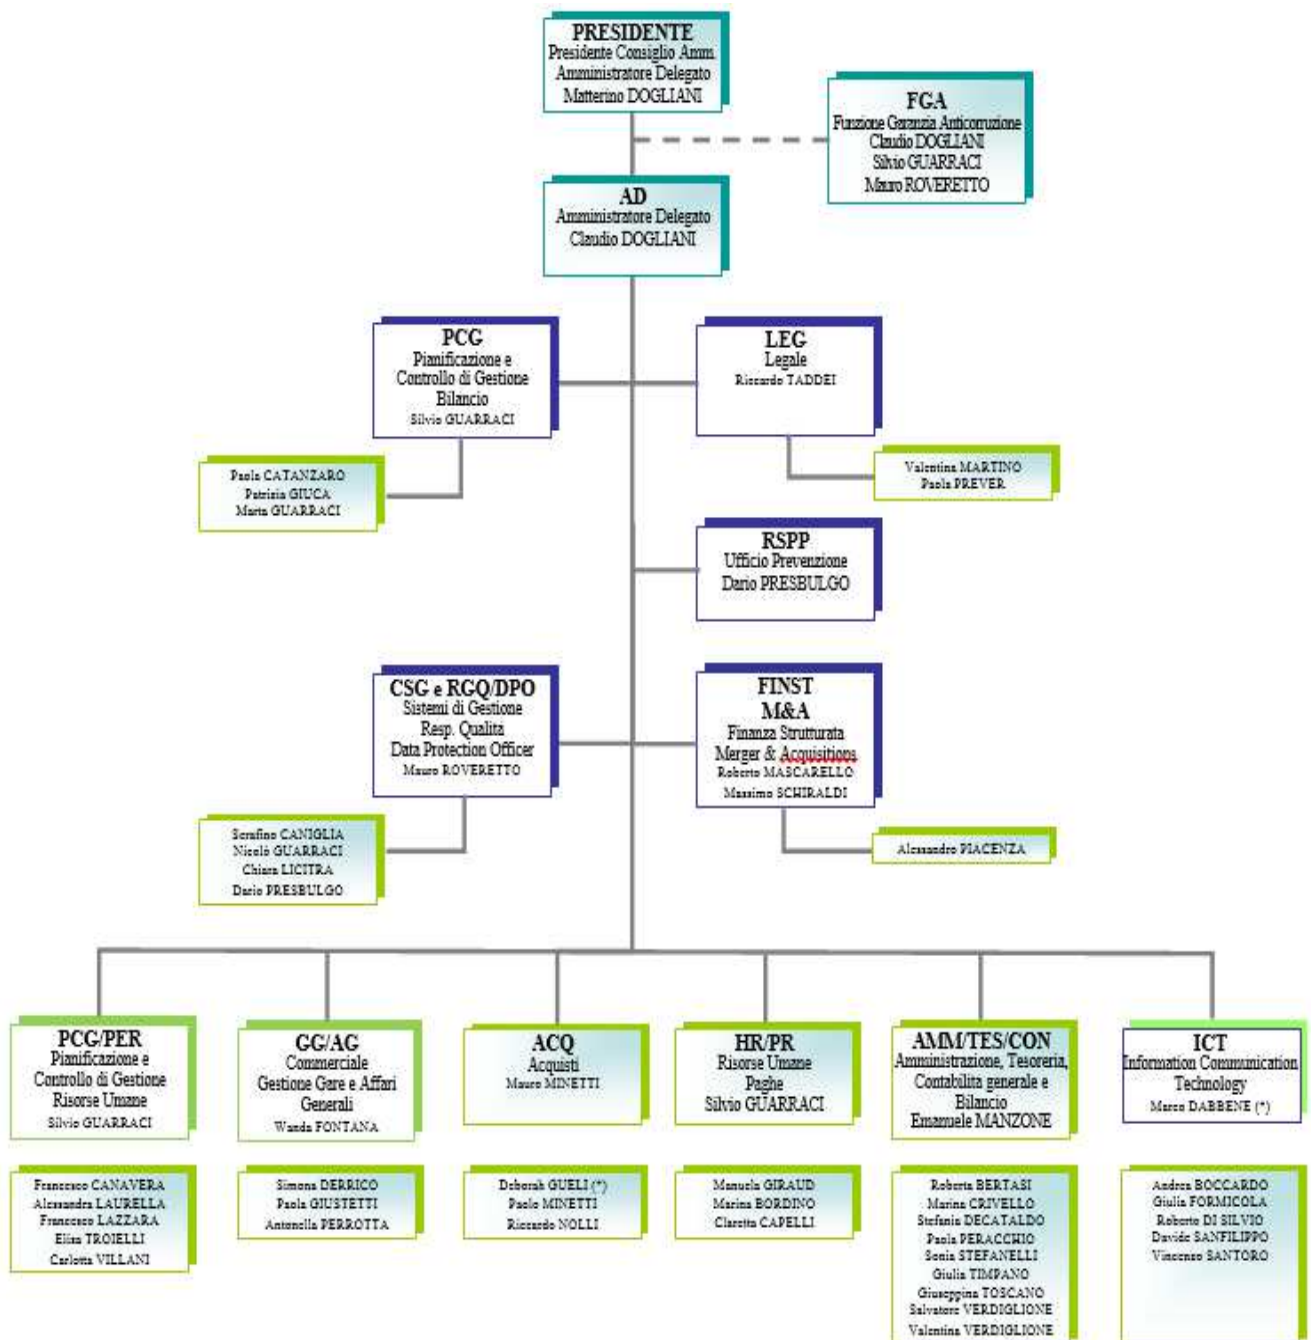 PRESIDENTE
Presidente Consiglio Amm.
Amministratore Delegato
Matterino DOGLIANI
FGA
Funzione Garanzia Anticorruzione
Claudio DOGLIANI
Silvio GUARRACI
Mauro ROVERETTO
AD
Amministratore Delegato
Claudio DOGLIANI
PCG
Pianificazione e
Controllo di Gestione
Bilancio
Silvio GUARRACI
LEG
Legale
Riccardo TADDEI
Paola CATANZARO
Patrizia GIUCA
Marta GUARRACI
Valentina MARTINO
Paola PREVER
RSPP
Ufficio Prevenzione
Dario PRESBULGO
CSG e RGQ/DPO
Sistemi di Gestione
Resp. Qualità
Data Protection Officer
Mauro ROVERETTO
FINST
M&A
Finanza Strutturata
Merger & Acquisitions
Roberto MASCARELLO
Massimo SCHIRALDI
Serafino CANIGLIA
Nicolò GUARRACI
Chiara LICITRA
Dario PRESBULGO
Alessandro PIACENZA
PCG/PER
Pianificazione e
Controllo di Gestione
Risorse Umane
Silvio GUARRACI
GG/AG
Commerciale
Gestione Gare e Affari
Generali
Wanda FONTANA
ACQ
Acquisti
Mauro MINETTI
HR/PR
Risorse Umane
Paghe
Silvio GUARRACI
AMM/TES/CON
Amministrazione, Tesoreria,
Contabilità generale e
Bilancio
Emanuele MANZONE
ICT
Information Communication
Technology
Marco DABBENE (*)
Francesco CANAVERA
Alessandra LAURELLA
Francesco LAZZARA
Elisa TROIELLI
Carlotta VILLANI
Simona DERRICO
Paola GIUSTETTI
Antonella PERROTTA
Deborah GUELI (*)
Paolo MINETTI
Riccardo NOLLI
Manuela GIRAUD
Marina BORDINO
Claretta CAPELLI
Roberta BERTASI
Marina CRIVELLO
Stefania DECATALDO
Paola PERACCHIO
Sonia STEFANELLI
Giulia TIMPANO
Giuseppina TOSCANO
Salvatore VERDIGLIONE
Valentina VERDIGLIONE
Andrea BOCCARDO
Giulia FORMICOLA
Roberto DI SILVIO
Davide SANFILIPPO
Vincenzo SANTORO